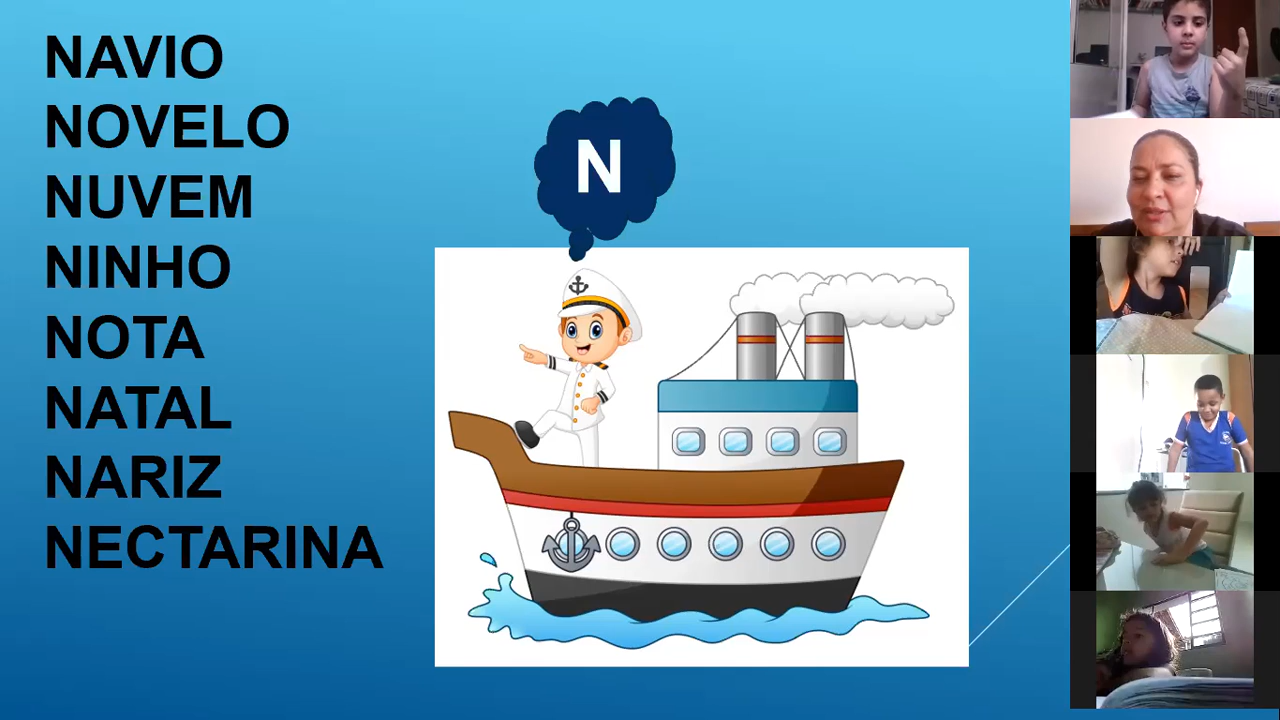 NAVIO
NOVELO
NUVEM
NINHO
NOTA
NATAL
NARIZ
NECTARINA
N